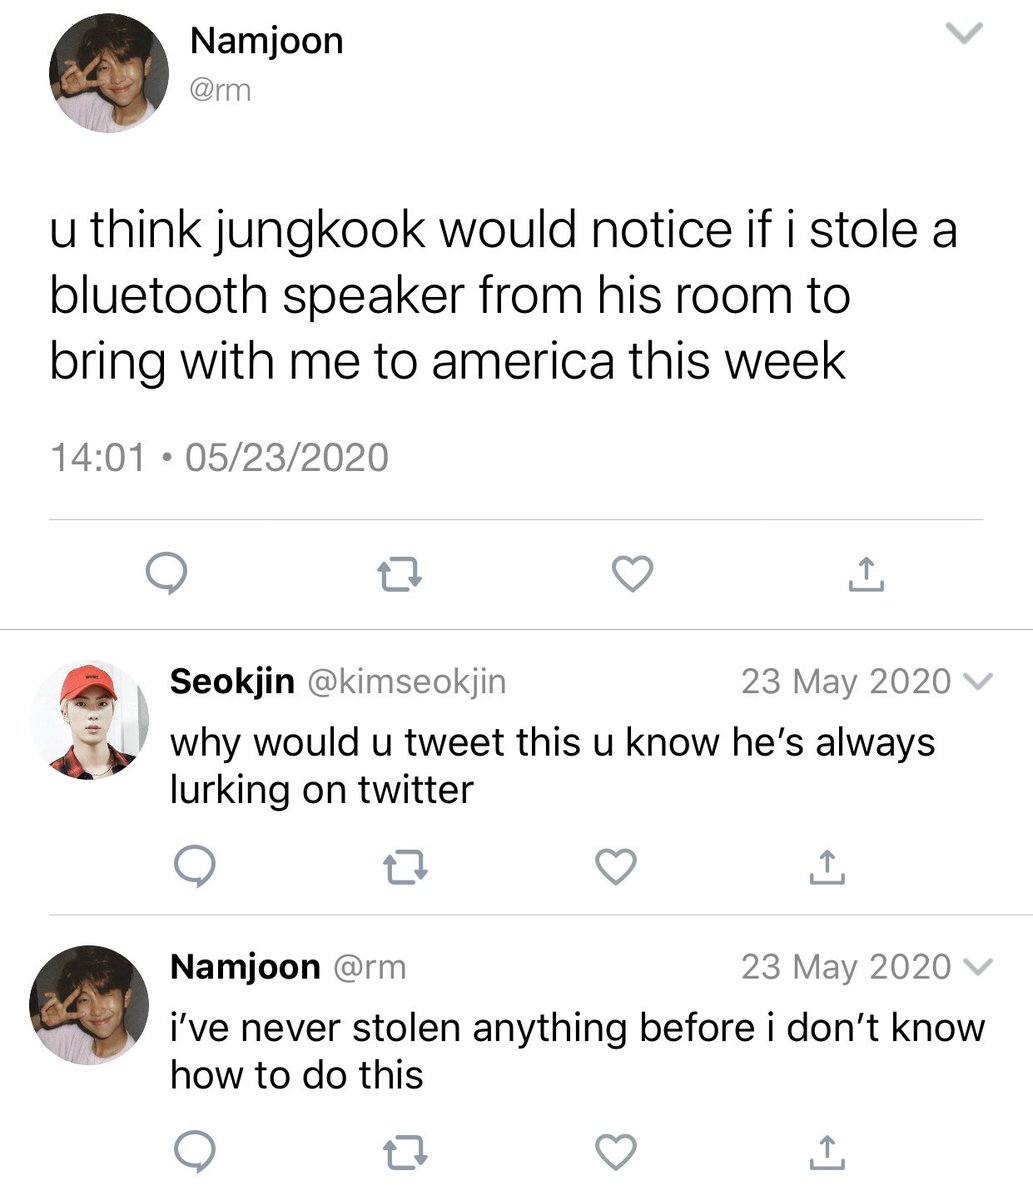 Namjoon
@rm
u think jungkook would notice if i stole a
bluetooth speaker from his room to
bring with me to america this week
14:01 • 05/23/2020
Seokjin @kimseokjin 23 May 2020
why would u tweet this u know he's always
lurking on twitter
Namjoon @rm 23 May 2020
i've never stolen anything before i don't know
how to do this